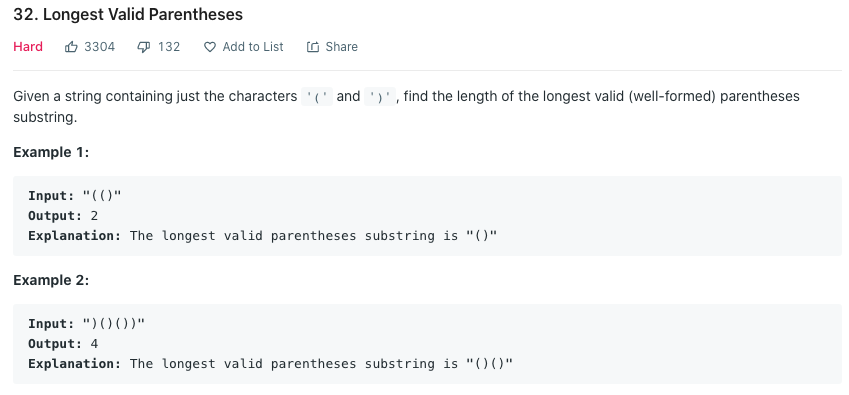 32. Longest Valid Parentheses
Hard 3304 132 Add to List Share
Given a string containing just the characters '(' and ')', find the length of the longest valid (well-formed) parentheses
substring.
Example 1:
Input: "(()"
Output: 2
Explanation: The longest valid parentheses substring is "()"
Example 2:
Input: ")()())"
Output: 4
Explanation: The longest valid parentheses substring is "()()"